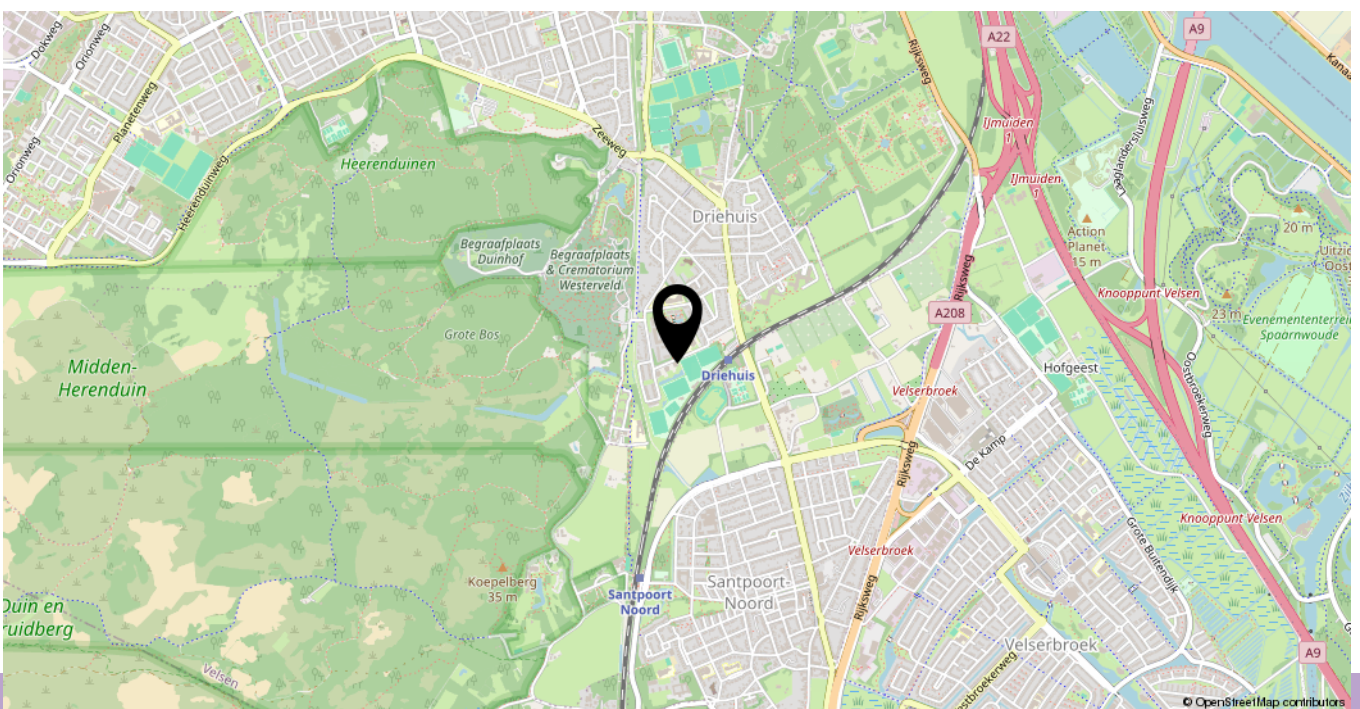 Dokweg
Orionweg
A22
A9
Rijksweg
Planetenweg
Zeeweg
IJmuiden
1
Laaglandersluisweg
Orionweg
Heerenduinweg
Heerenduinen
IJmuiden
1
Driehuis
Action
Planet
15 m
20 m
Begraafplaats
Duinhof
Begraafplaats
& Crematorium
Westerveld
Rijksweg
Knooppunt Velsen
A208
23 m
Evenemententerrei
Spaarnwoude
Grote Bos
Midden-
Herenduin
Driehuis
Hofgeest
Velserbroek
Oostbroekerweg
De Kamp
Rijksweg
Knooppunt Velsen
Grote Buitendijk
Velserbroek
Koepelberg
35 m
Santpoort
Noord
Santpoort-
Noord
Rijksweg
Duin en
ruidberg
Velserbroek
Velsen
A9
© OpenStreetMap contributors